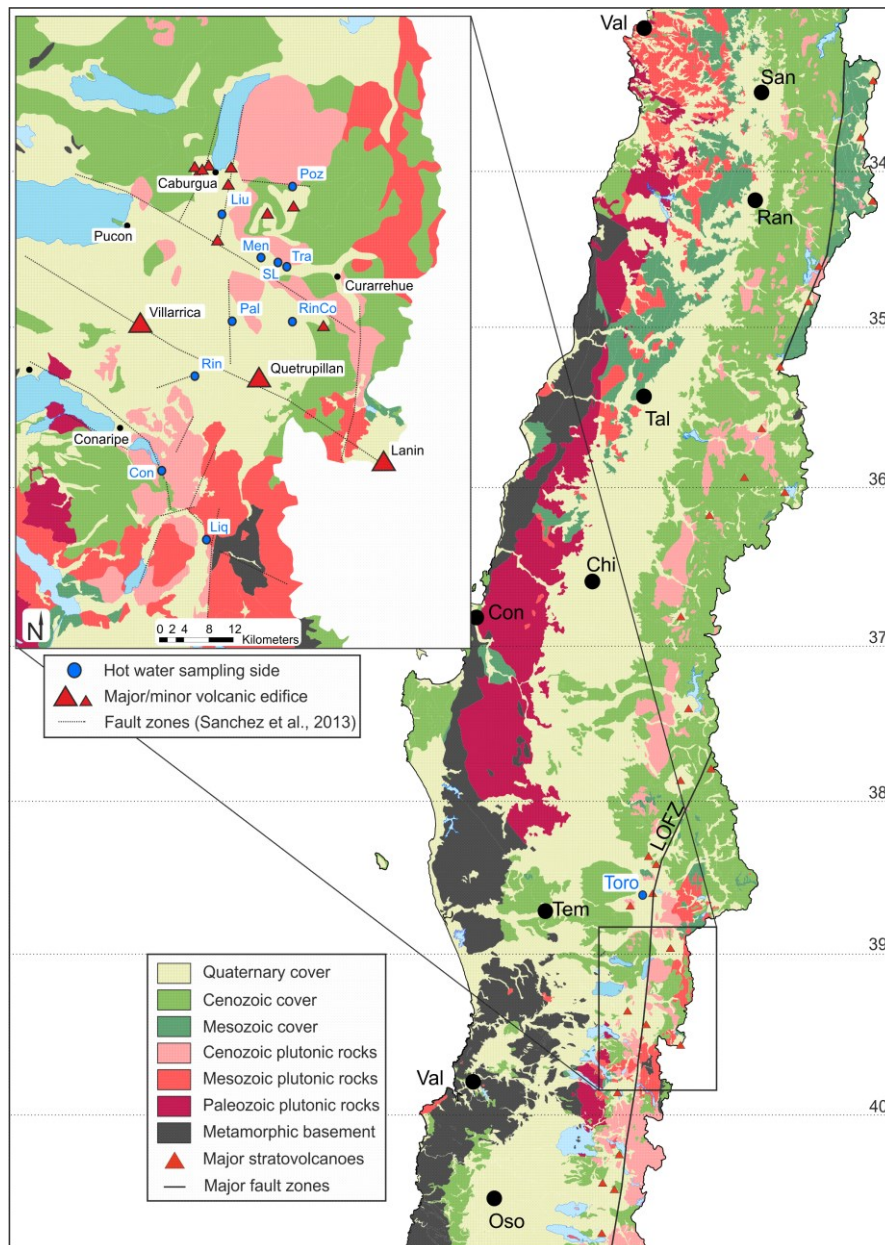 Val
San
34
Ran
35
Tal
36
Chi
Con
37
38
LOFZ
Toro
Tem
39
Val
40
Oso
Caburgua
Poz
Liu
Pucon
Men
Tra
SL
Curarrehue
Villarrica
Pal
RinCo
Rin
Quetrupillan
Conaripe
Lanin
Con
Liq
N
0 2 4 8 12
Kilometers
Hot water sampling side
Major/minor volcanic edifice
Fault zones (Sanchez et al., 2013)
Quaternary cover
Cenozoic cover
Mesozoic cover
Cenozoic plutonic rocks
Mesozoic plutonic rocks
Paleozoic plutonic rocks
Metamorphic basement
Major stratovolcanoes
Major fault zones